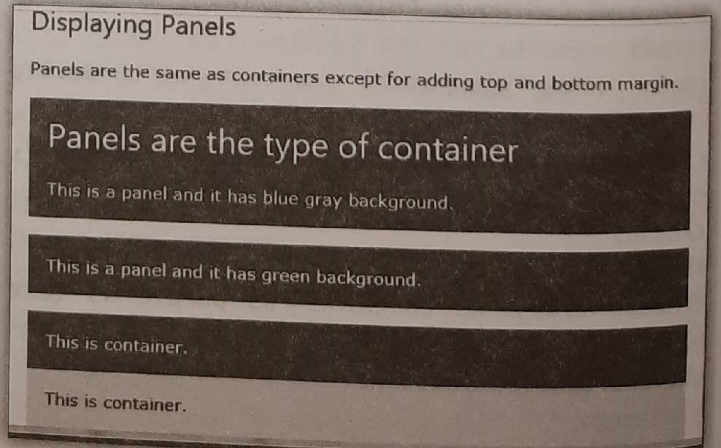 Displaying Panels
Panels are the same as containers except for adding top and bottom margin.
Panels are the type of container
This is a panel and it has blue gray background.
This is a panel and it has green background.
This is container.
This is container.